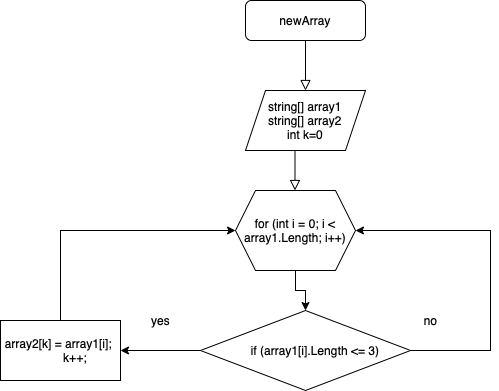 newArray
string[] array1
string[] array2
int k=0
for (int i = 0; i <
array1.Length; i++)
yes
no
array2[k] = array1[i];
k++;
if (array1[i].Length <= 3)